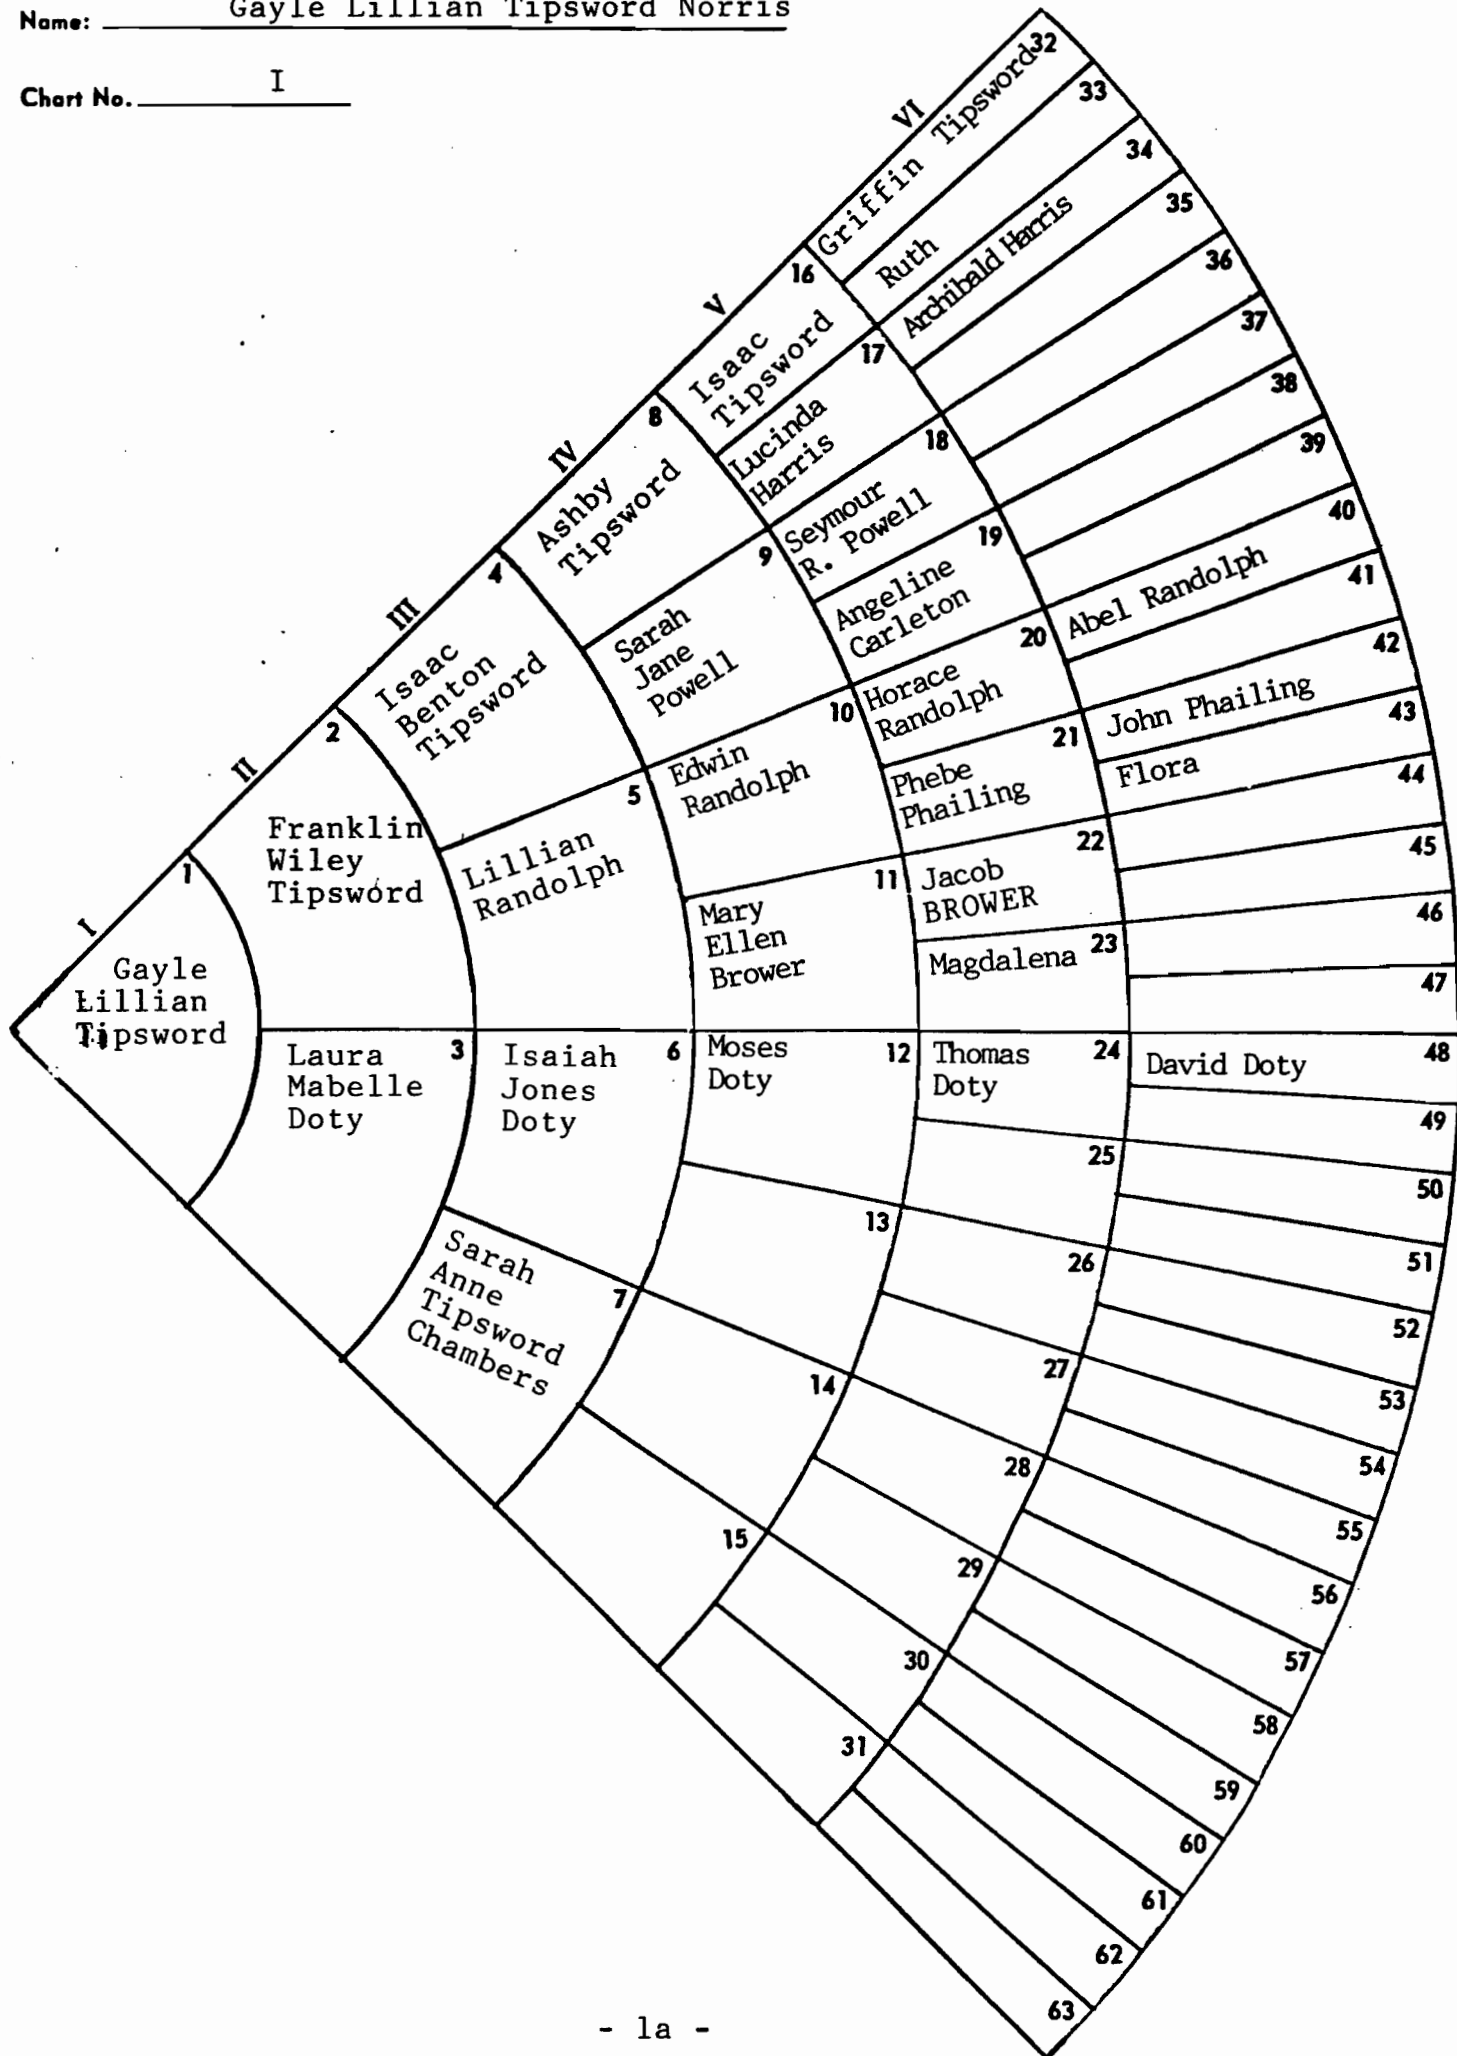 Name: Gayle Lillian Tipsword Norris
Chart No. I
I
1
Gayle
Lillian
Tipsword
II
2
Franklin
Wiley
Tipsword
3
Laura
Mabelle
Doty
III
4
Isaac
Benton
Tipsword
5
Lillian
Randolph
6
Isaiah
Jones
Doty
7
Sarah
Anne
Tipsword
Chambers
IV
8
Ashby
Tipsword
9
Sarah
Jane
Powell
10
Edwin
Randolph
11
Mary
Ellen
Brower
12
Moses
Doty
13
14
15
V
16
Isaac
Tipsword
17
Lucinda
Harris
18
Seymour
R. Powell
19
Angeline
Carleton
20
Horace
Randolph
21
Phebe
Phailing
22
Jacob
BROWER
23
Magdalena
24
Thomas
Doty
25
26
27
28
29
30
31
VI
32
Griffin Tipsword
33
Ruth
34
Archibald Harris
35
36
37
38
39
40
Abel Randolph
41
42
John Phailing
43
Flora
44
45
46
47
48
David Doty
49
50
51
52
53
54
55
56
57
58
59
60
61
62
63
- 1a -